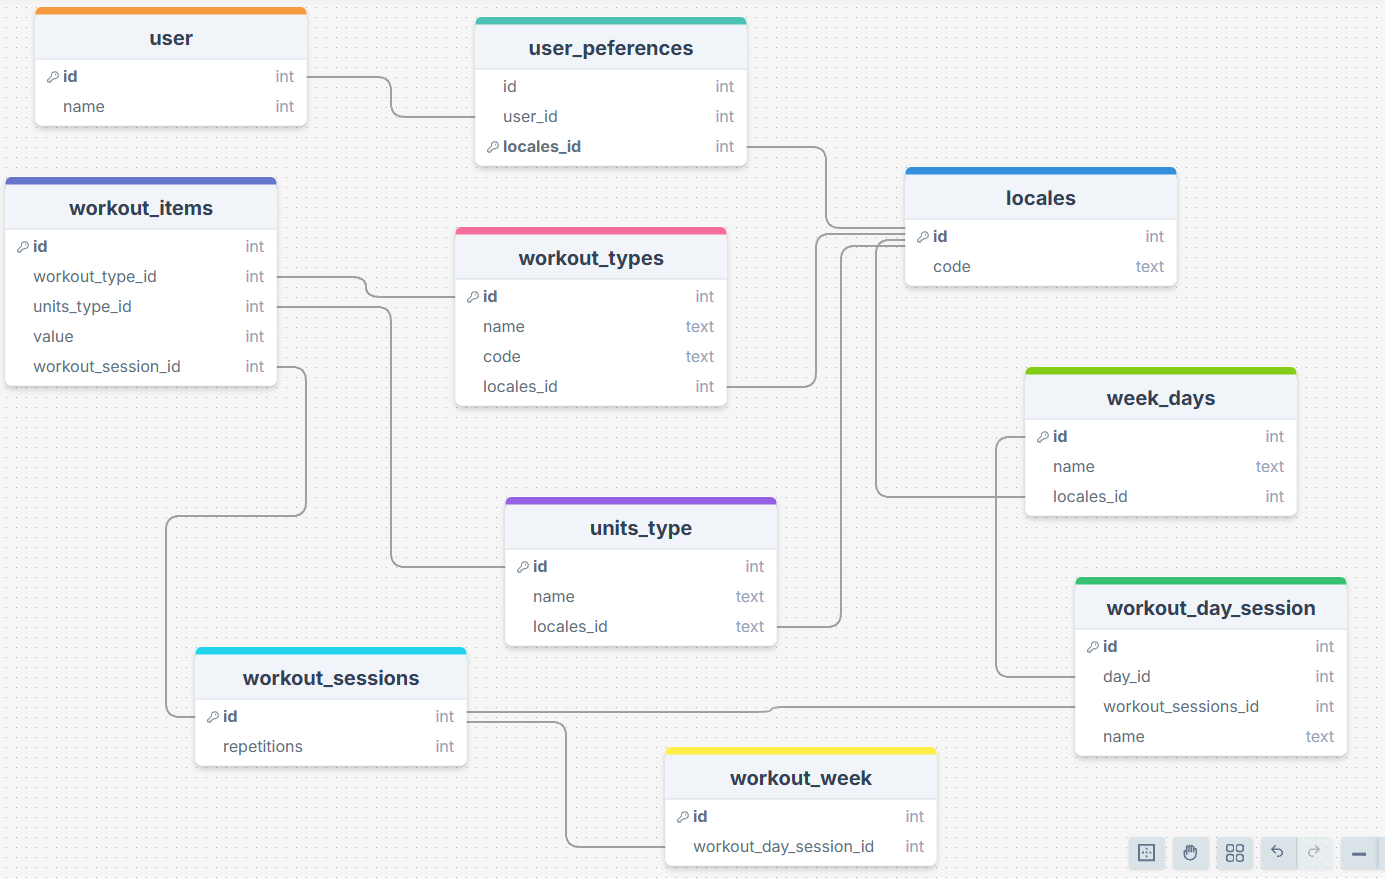 user
id int
name int
user_peferences
id int
user_id int
locales_id int
locales
id int
code text
workout_items
id int
workout_type_id int
units_type_id int
value int
workout_session_id int
workout_types
id int
name text
code text
locales_id int
week_days
id int
name text
locales_id int
units_type
id int
name text
locales_id text
workout_day_session
id int
day_id int
workout_sessions_id int
name text
workout_sessions
id int
repetitions int
workout_week
id int
workout_day_session_id int